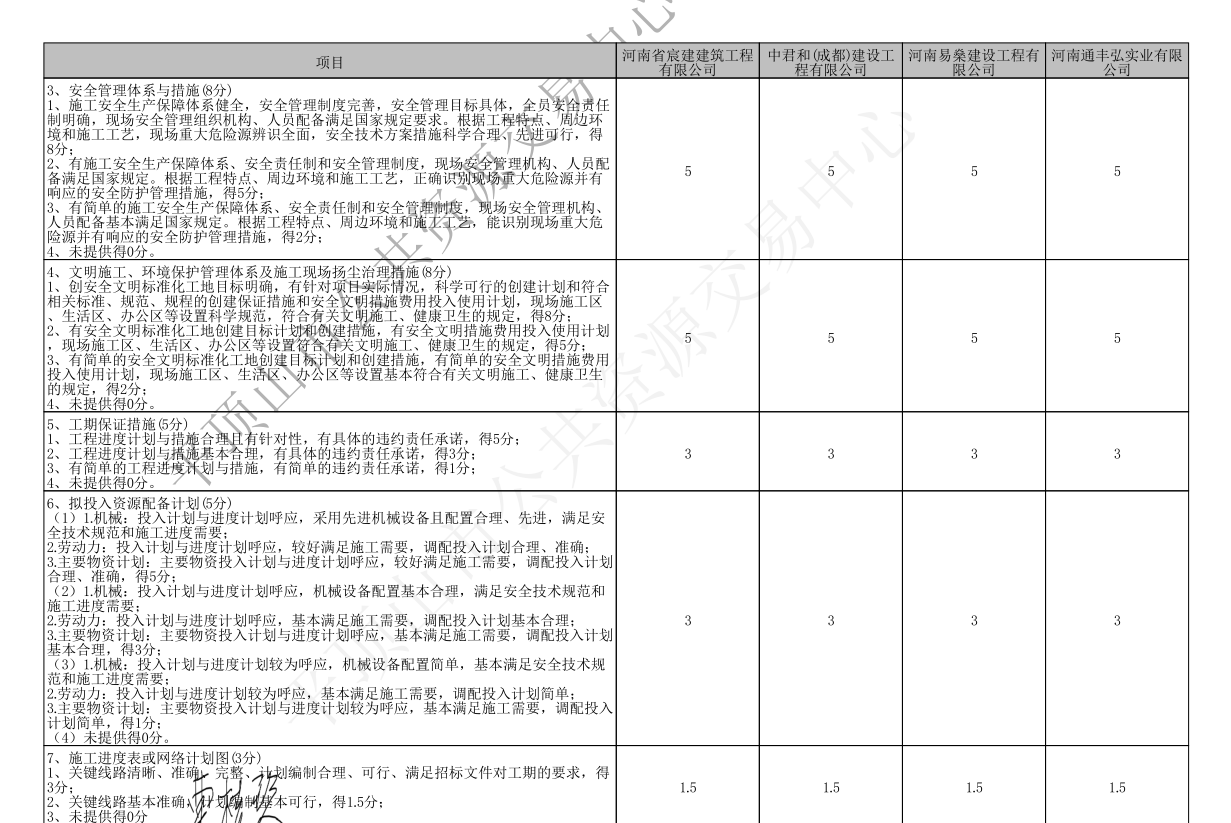 项目
河南省宸建建筑工程
有限公司
中君和(成都)建设工
程有限公司
河南易燊建设工程有
限公司
河南通丰弘实业有限
公司
3、安全管理体系与措施(8分)
1、施工安全生产保障体系健全，安全管理制度完善，安全管理目标具体，全员安全责任
制明确，现场安全管理组织机构、人员配备满足国家规定要求。根据工程特点、周边环
境和施工工艺，现场重大危险源辨识全面，安全技术方案措施科学合理、先进可行，得
8分；
2、有施工安全生产保障体系、安全责任制和安全管理制度，现场安全管理机构、人员配
备满足国家规定。根据工程特点、周边环境和施工工艺，正确识别现场重大危险源并有
响应的安全防护管理措施，得5分；
3、有简单的施工安全生产保障体系、安全责任制和安全管理制度，现场安全管理机构、
人员配备基本满足国家规定。根据工程特点、周边环境和施工工艺，能识别现场重大危
险源并有响应的安全防护管理措施，得2分；
4、未提供得0分。
5 5 5 5
4、文明施工、环境保护管理体系及施工现场扬尘治理措施(8分)
1、创安全文明标准化工地目标明确，有针对项目实际情况，科学可行的创建计划和符合
相关标准、规范、规程的创建保证措施和安全文明措施费用投入使用计划，现场施工区
、生活区、办公区等设置科学规范，符合有关文明施工、健康卫生的规定，得8分；
2、有安全文明标准化工地创建目标计划和创建措施，有安全文明措施费用投入使用计划
，现场施工区、生活区、办公区等设置符合有关文明施工、健康卫生的规定，得5分；
3、有简单的安全文明标准化工地创建目标计划和创建措施，有简单的安全文明措施费用
投入使用计划，现场施工区、生活区、办公区等设置基本符合有关文明施工、健康卫生
的规定，得2分；
4、未提供得0分。
5 5 5 5
5、工期保证措施(5分)
1、工程进度计划与措施合理且有针对性，有具体的违约责任承诺，得5分；
2、工程进度计划与措施基本合理，有具体的违约责任承诺，得3分；
3、有简单的工程进度计划与措施，有简单的违约责任承诺，得1分；
4、未提供得0分。
3 3 3 3
6、拟投入资源配备计划(5分)
（1）1.机械：投入计划与进度计划呼应，采用先进机械设备且配置合理、先进，满足安
全技术规范和施工进度需要；
2.劳动力：投入计划与进度计划呼应，较好满足施工需要，调配投入计划合理、准确；
3.主要物资计划：主要物资投入计划与进度计划呼应，较好满足施工需要，调配投入计划
合理、准确，得5分；
（2）1.机械：投入计划与进度计划呼应，机械设备配置基本合理，满足安全技术规范和
施工进度需要；
2.劳动力：投入计划与进度计划呼应，基本满足施工需要，调配投入计划基本合理；
3.主要物资计划：主要物资投入计划与进度计划呼应，基本满足施工需要，调配投入计划
基本合理，得3分；
（3）1.机械：投入计划与进度计划较为呼应，机械设备配置简单，基本满足安全技术规
范和施工进度需要；
2.劳动力：投入计划与进度计划较为呼应，基本满足施工需要，调配投入计划简单；
3.主要物资计划：主要物资投入计划与进度计划较为呼应，基本满足施工需要，调配投入
计划简单，得1分；
（4）未提供得0分。
3 3 3 3
7、施工进度表或网络计划图(3分)
1、关键线路清晰、准确、完整、计划编制合理、可行、满足招标文件对工期的要求，得
3分；
2、关键线路基本准确，计划编制基本可行，得1.5分；
3、未提供得0分
1.5 1.5 1.5 1.5
平顶山市公共资源交易中心
平顶山市公共资源交易中心